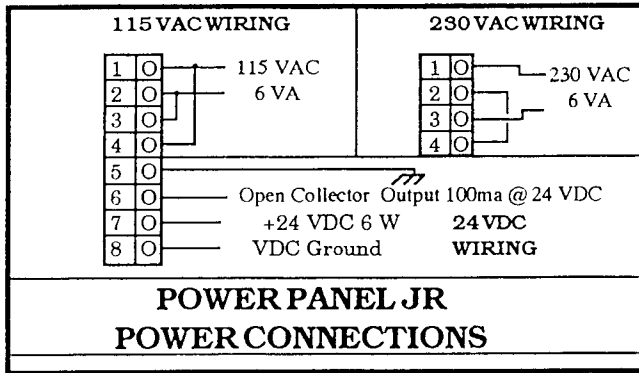 115 VAC WIRING
1 O 115 VAC
2 O 6 VA
3 O
4 O
230 VAC WIRING
1 O 230 VAC
2 O 6 VA
3 O
4 O
5 O
6 O Open Collector Output 100ma @ 24 VDC
7 O +24 VDC 6 W 24 VDC
8 O VDC Ground WIRING
POWER PANEL JR
POWER CONNECTIONS